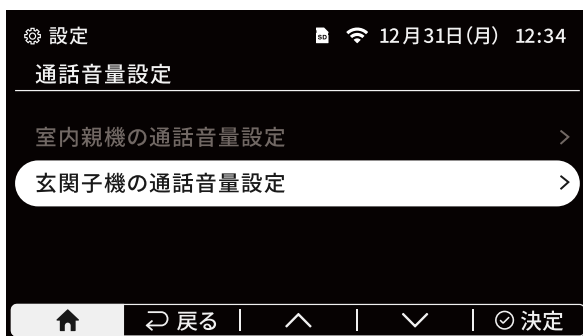 設定 SD 12月31日(月) 12:34
通話音量設定
室内親機の通話音量設定
玄関子機の通話音量設定
戻る 決定